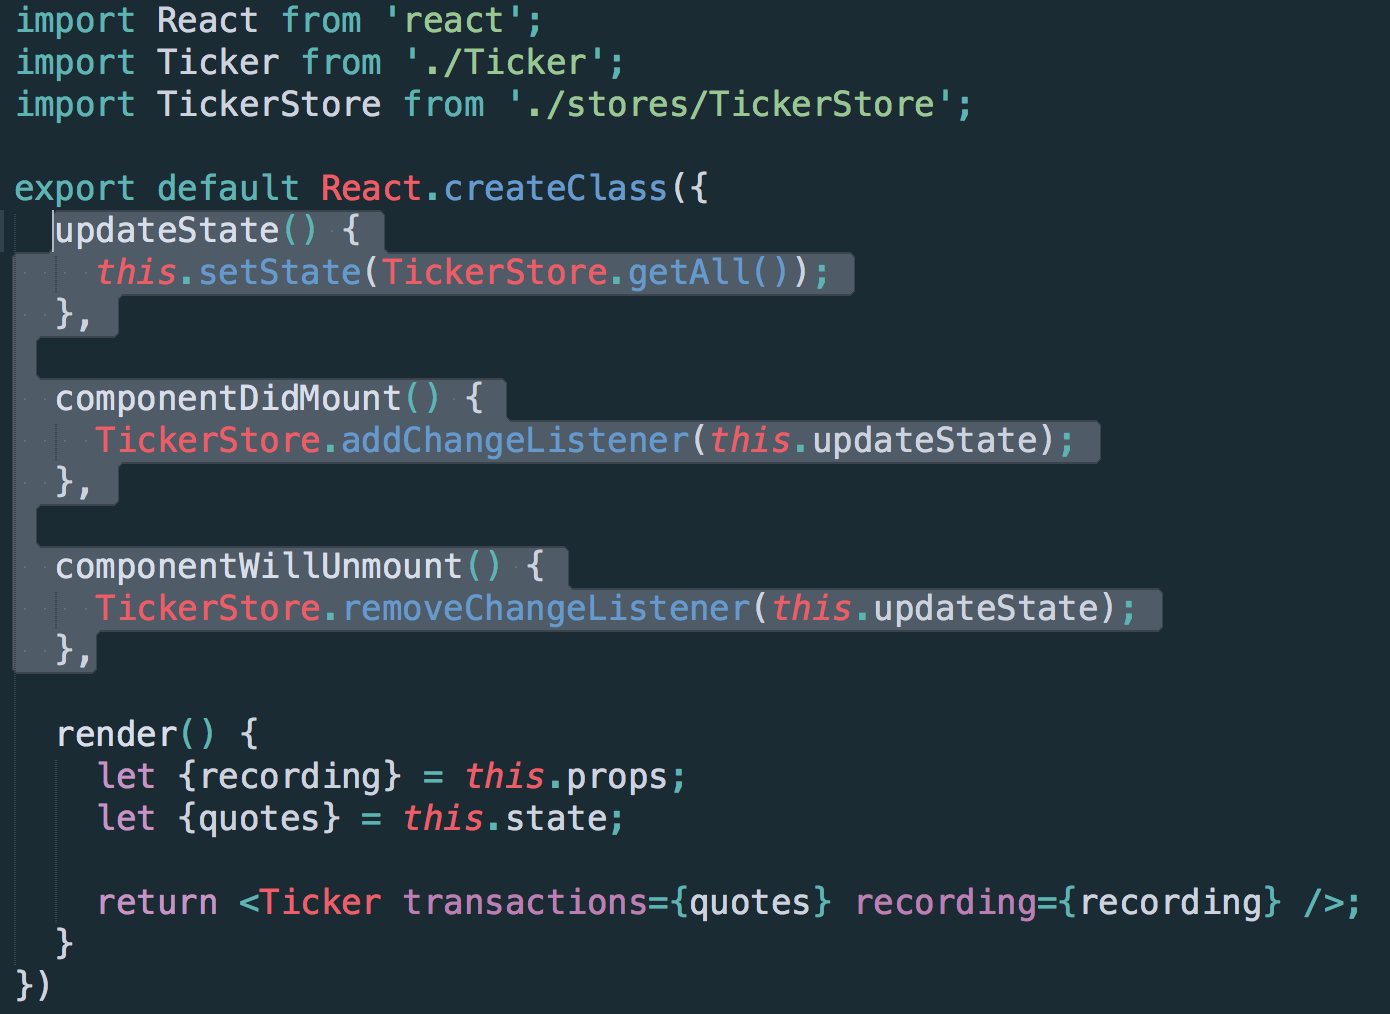 import React from 'react';
import Ticker from './Ticker';
import TickerStore from './stores/TickerStore';

export default React.createClass({
  updateState() {
    this.setState(TickerStore.getAll());
  },

  componentDidMount() {
    TickerStore.addChangeListener(this.updateState);
  },

  componentWillUnmount() {
    TickerStore.removeChangeListener(this.updateState);
  },

  render() {
    let {recording} = this.props;
    let {quotes} = this.state;

    return <Ticker transactions={quotes} recording={recording} />;
  }
})